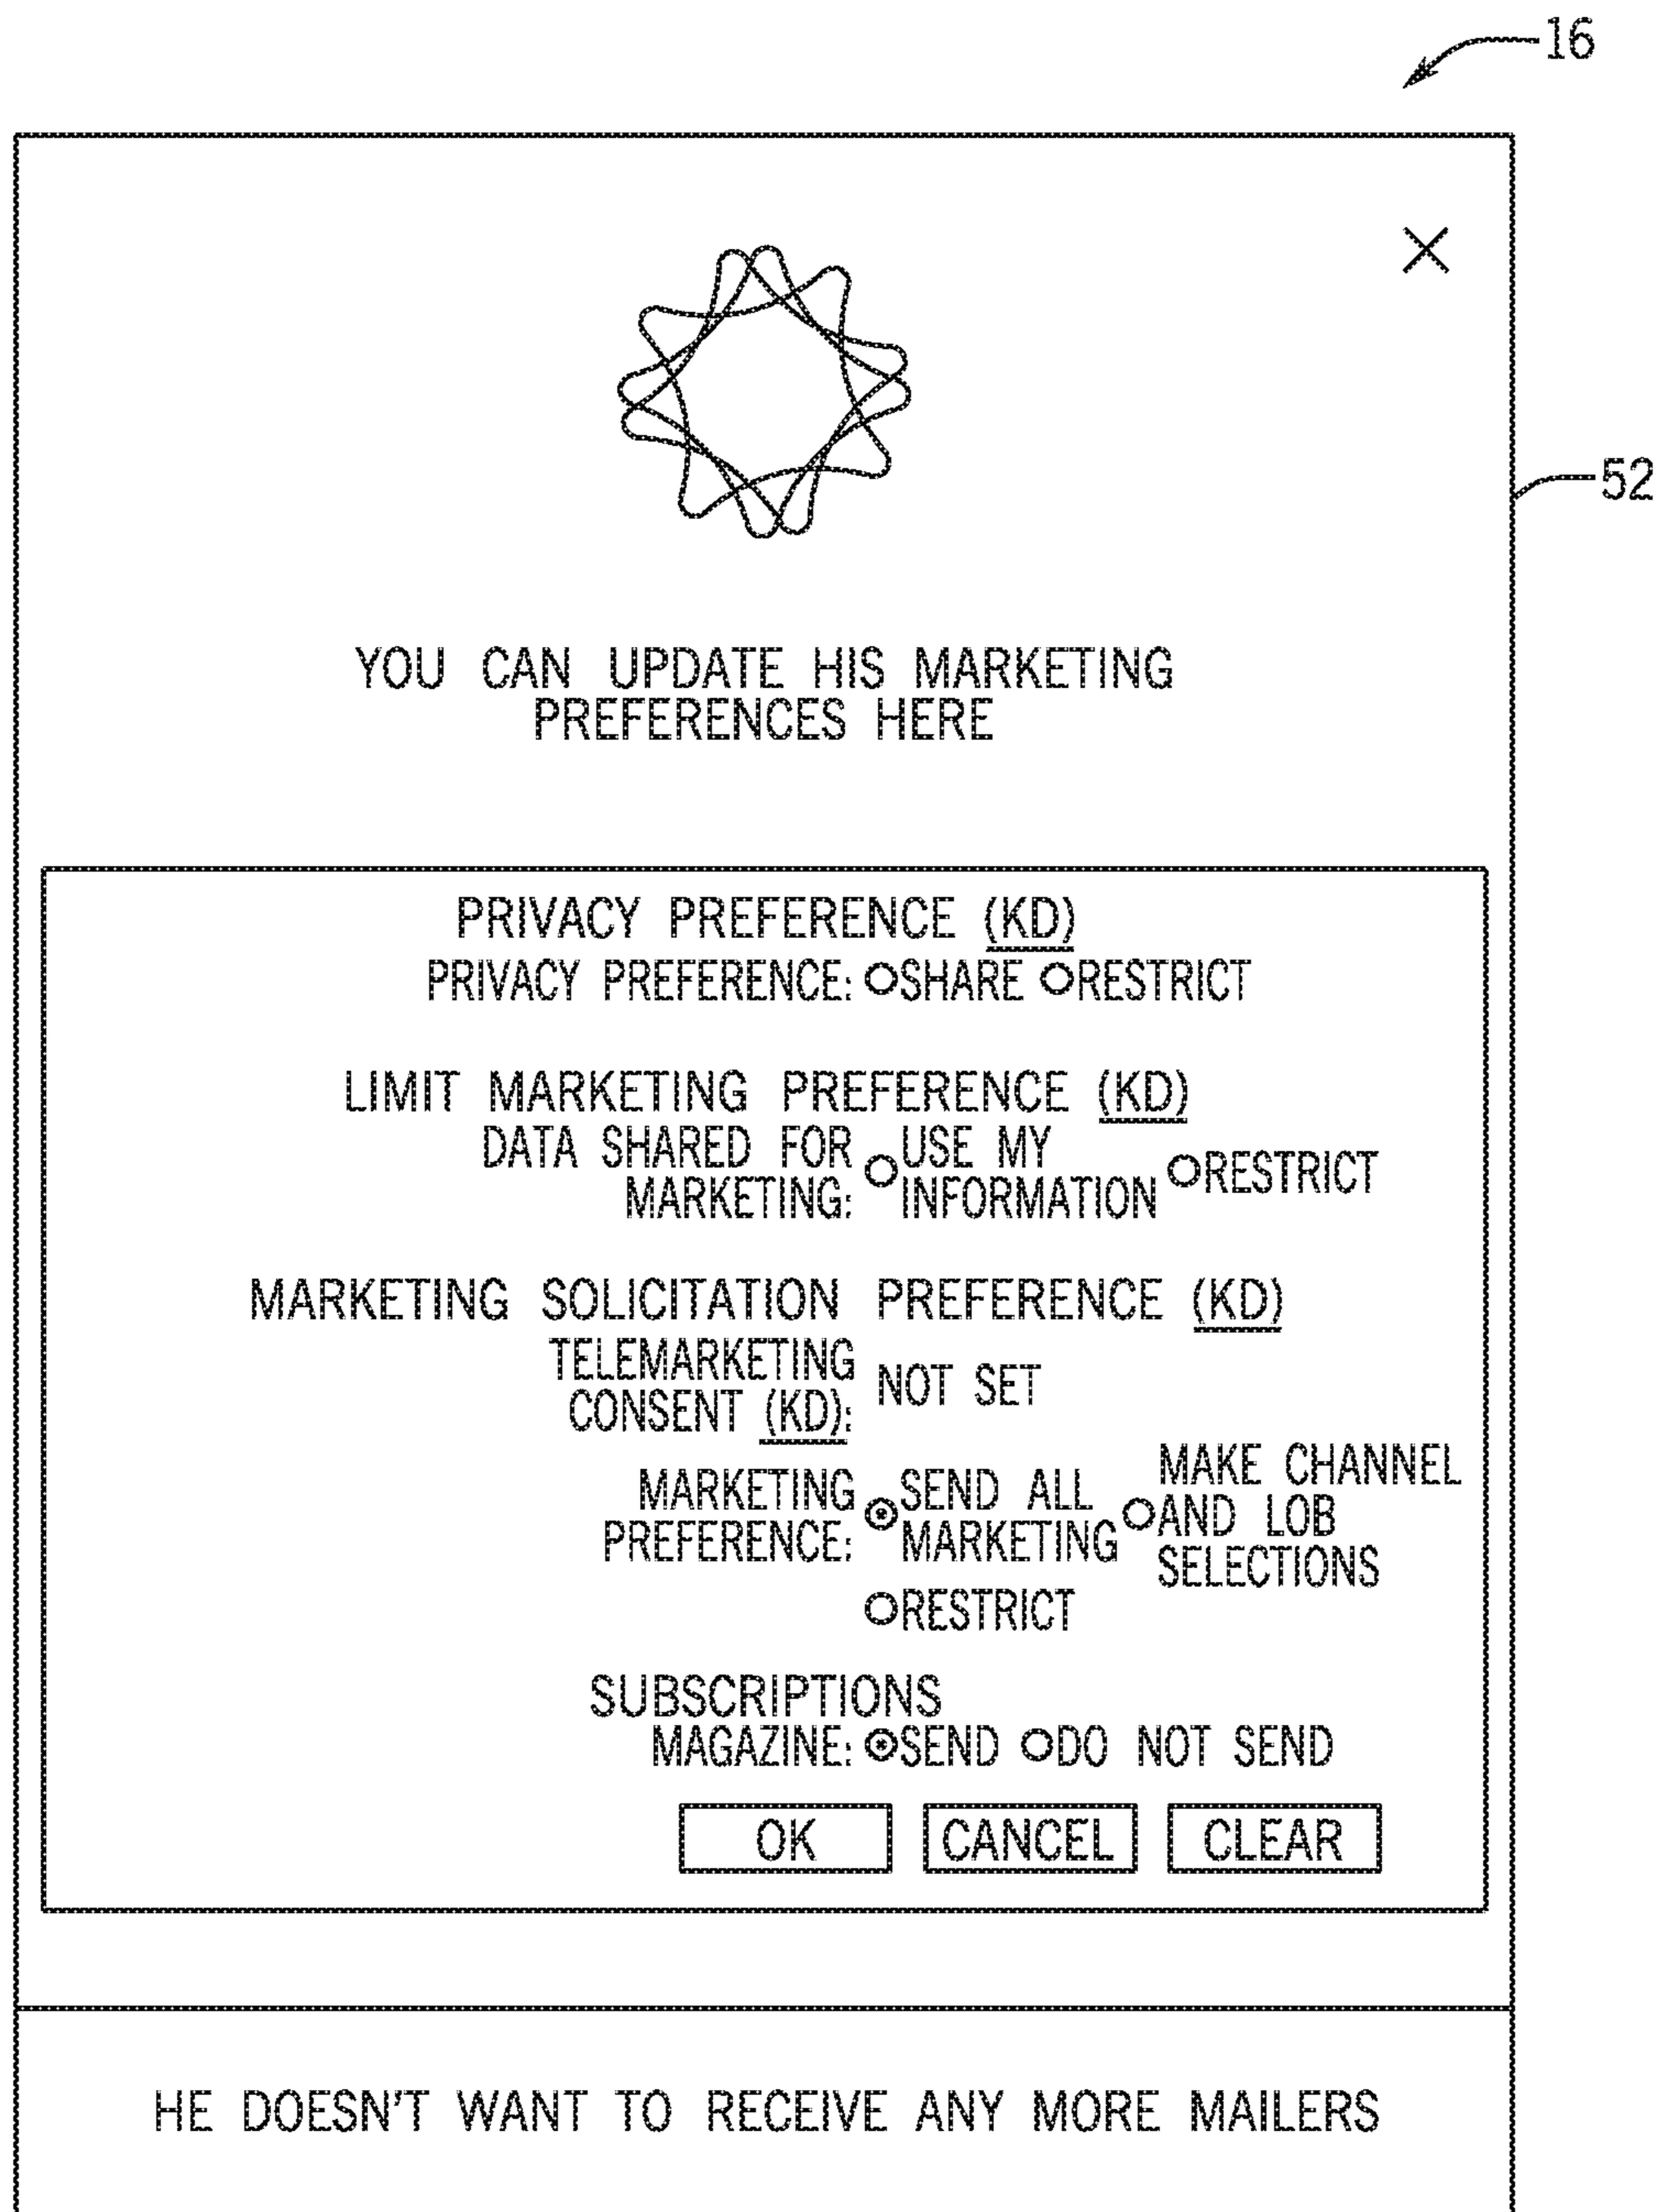 16
52
YOU CAN UPDATE HIS MARKETING
PREFERENCES HERE
PRIVACY PREFERENCE (KD)
PRIVACY PREFERENCE: SHARE RESTRICT
LIMIT MARKETING PREFERENCE (KD)
DATA SHARED FOR MARKETING: USE MY INFORMATION RESTRICT
MARKETING SOLICITATION PREFERENCE (KD)
TELEMARKETING CONSENT (KD): NOT SET
MARKETING PREFERENCE: SEND ALL MARKETING MAKE CHANNEL AND LOB SELECTIONS
RESTRICT
SUBSCRIPTIONS
MAGAZINE: SEND DO NOT SEND
OK CANCEL CLEAR
HE DOESN'T WANT TO RECEIVE ANY MORE MAILERS